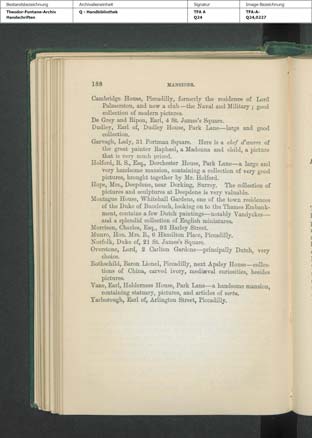 Bestandsbezeichnung Archivalieneinheit Signatur Image-Bezeichnung
Theodor-Fontane-Archiv Q - Handbibliothek TFA A TFA-A-
Handschriften Q24 Q24,0227
188 MANSIONS.
Cambridge House, Piccadilly, formerly the residence of Lord
Palmerston, and now a club—the Naval and Military; good
collection of modern pictures.
De Grey and Ripon, Earl, 4 St. James's Square.
Dudley, Earl of, Dudley House, Park Lane—large and good
collection.
Garvagh, Lady, 31 Portman Square. Here is a chef d'œuvre of
the great painter Raphael, a Madonna and child, a picture
that is very much prized.
Holford, R. S., Esq., Dorchester House, Park Lane—a large and
very handsome mansion, containing a collection of very good
pictures, brought together by Mr. Holford.
Hope, Mrs., Deepdene, near Dorking, Surrey. The collection of
pictures and sculptures at Deepdene is very valuable.
Montague House, Whitehall Gardens, one of the town residences
of the Duke of Buccleuch, looking on to the Thames Embank-
ment, contains a few Dutch paintings—notably Vandyckes—
and a splendid collection of English miniatures.
Morrison, Charles, Esq., 93 Harley Street.
Munro, Hon. Mrs. B., 6 Hamilton Place, Piccadilly.
Norfolk, Duke of, 21 St. James's Square.
Overstone, Lord, 2 Carlton Gardens—principally Dutch, very
choice.
Rothschild, Baron Lionel, Piccadilly, next Apsley House—collec-
tions of China, carved ivory, mediæval curiosities, besides
pictures.
Vane, Earl, Holderness House, Park Lane—a handsome mansion,
containing statuary, pictures, and articles of vertu.
Yarborough, Earl of, Arlington Street, Piccadilly.